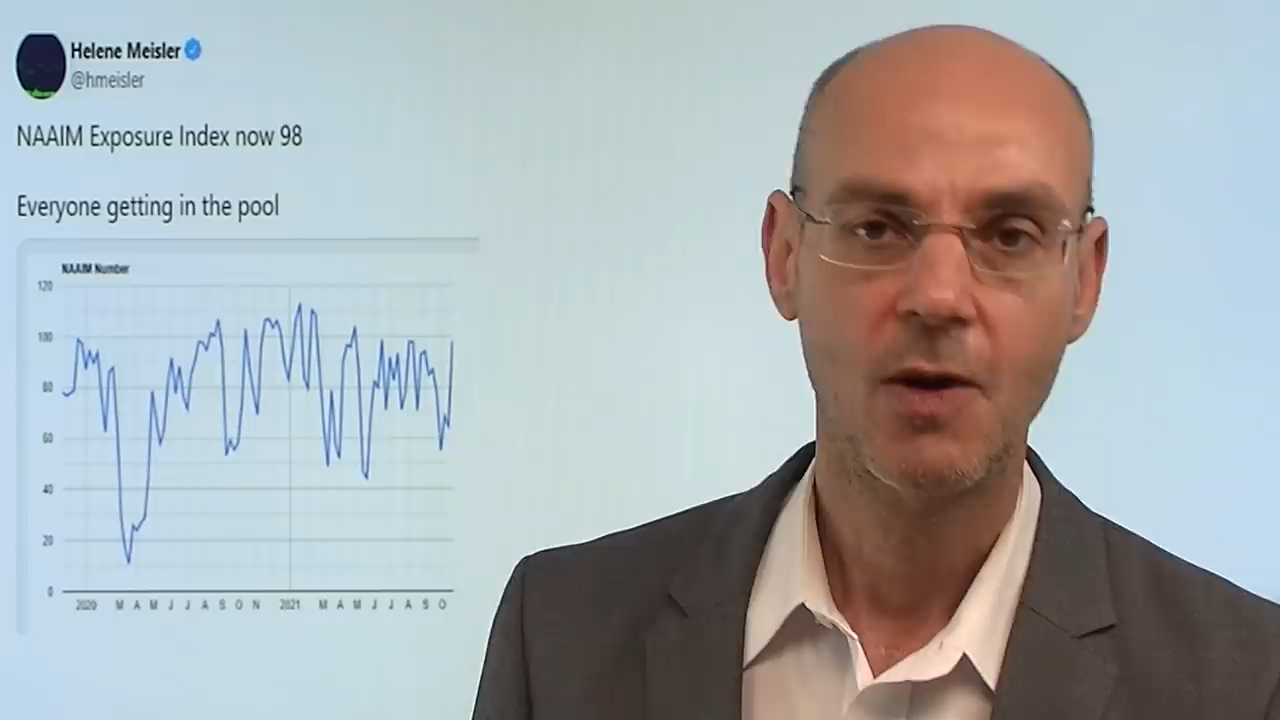 Helene Meisler
@hmeisler
NAAIM Exposure Index now 98
Everyone getting in the pool
NAAIM Number
120
100
80
60
40
20
0
2020 M A M J J A S O N 2021 M A M J J A S O